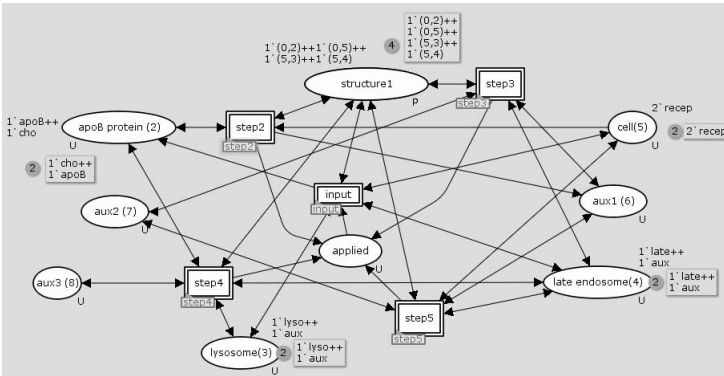 1`(0,2)++
1`(0,5)++
1`(5,3)++
1`(5,4)
4
1`(0,2)++1`(0,5)++
1`(5,3)++1`(5,4)
structure1
P
step3
step3
1`apoB++
1`cho
apoB protein (2)
U
step2
step2
2`recep
cell(5)
2
2`recep
U
2
1`cho++
1`apoB
input
input
aux2 (7)
U
aux1 (6)
U
applied
U
1`late++
1`aux
late endosome(4)
2
1`late++
1`aux
U
aux3 (8)
U
step4
step4
step5
step5
1`lyso++
1`aux
lysosome(3)
2
1`lyso++
1`aux
U